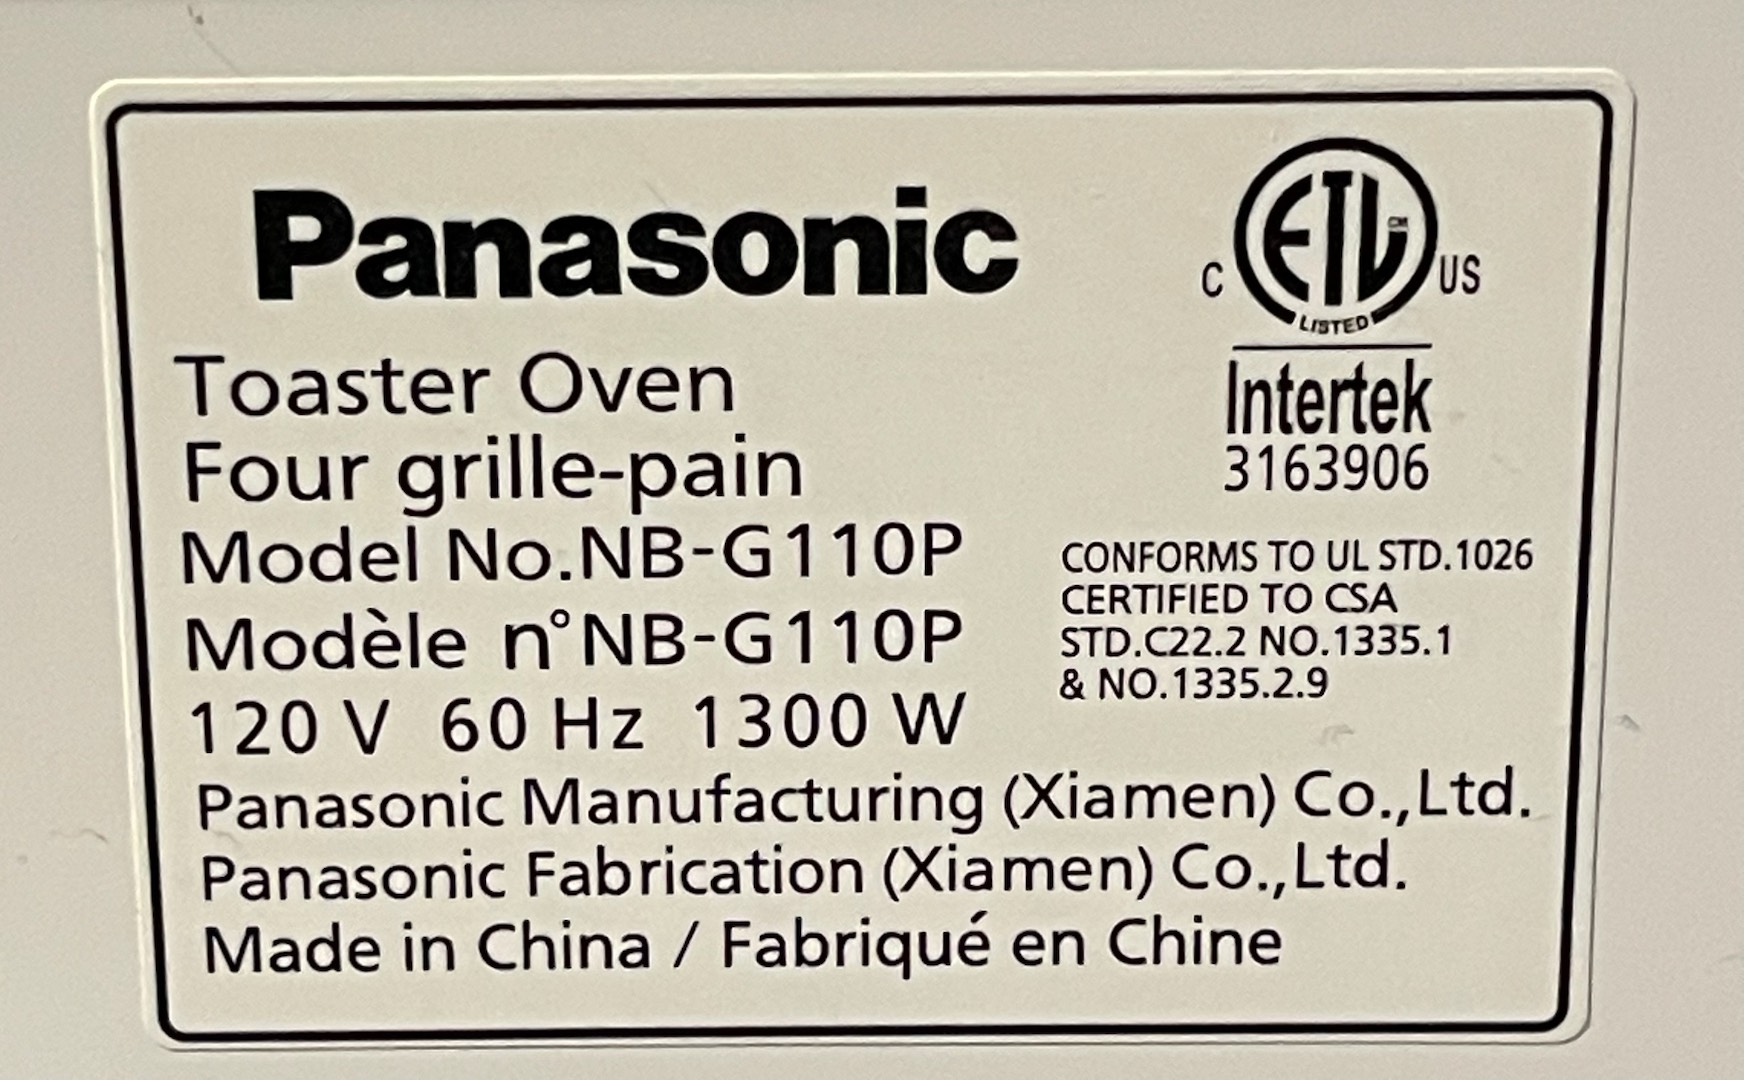 Panasonic
Toaster Oven
Four grille-pain
Model No.NB-G110P
Modèle n°NB-G110P
120 V 60 Hz 1300 W
Panasonic Manufacturing (Xiamen) Co.,Ltd.
Panasonic Fabrication (Xiamen) Co.,Ltd.
Made in China / Fabriqué en Chine
C ETL CM US
LISTED
Intertek
3163906
CONFORMS TO UL STD.1026
CERTIFIED TO CSA
STD.C22.2 NO.1335.1
& NO.1335.2.9